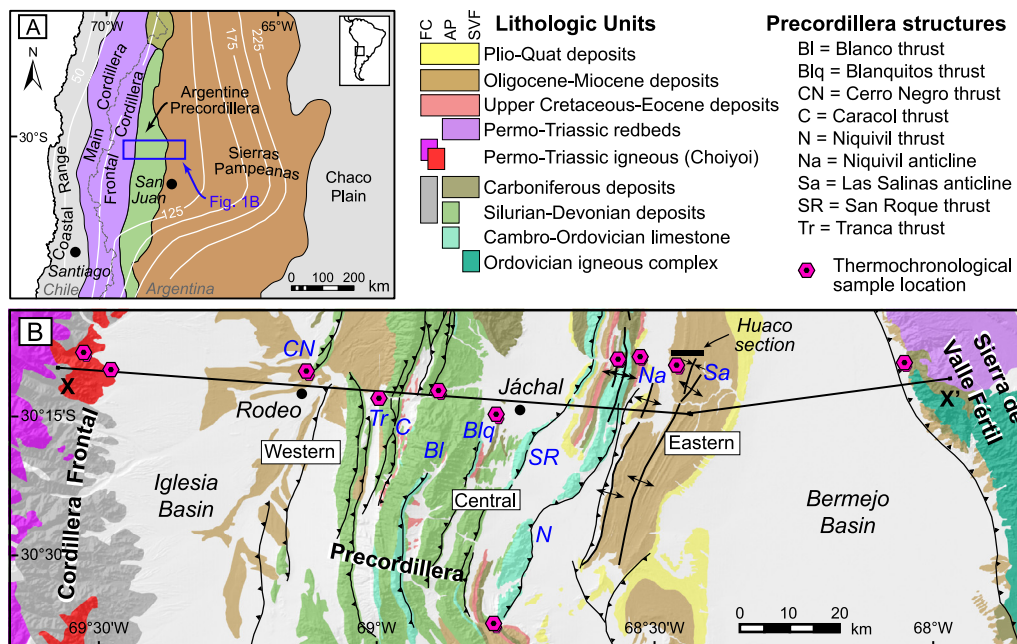 A
70°W
65°W
N
30°S
50
175
225
125
Coastal Range
Main Cordillera
Frontal Cordillera
Argentine
Precordillera
Sierras
Pampeanas
Chaco
Plain
San
Juan
Fig. 1B
Santiago
Chile
Argentina
0 100 200
km
FC
AP
SVF
Lithologic Units
Plio-Quat deposits
Oligocene-Miocene deposits
Upper Cretaceous-Eocene deposits
Permo-Triassic redbeds
Permo-Triassic igneous (Choiyoi)
Carboniferous deposits
Silurian-Devonian deposits
Cambro-Ordovician limestone
Ordovician igneous complex
Precordillera structures
Bl = Blanco thrust
Blq = Blanquitos thrust
CN = Cerro Negro thrust
C = Caracol thrust
N = Niquivil thrust
Na = Niquivil anticline
Sa = Las Salinas anticline
SR = San Roque thrust
Tr = Tranca thrust
Thermochronological
sample location
B
Huaco
section
CN
Na
Sa
X
X'
30°15'S
Rodeo
Jáchal
Tr
C
Bl
Blq
SR
Western
Eastern
Central
Iglesia
Basin
Bermejo
Basin
N
Precordillera
Cordillera Frontal
Sierra de
Valle Fértil
30°30'S
0 10 20
km
69°30'W
69°W
68°30'W
68°W